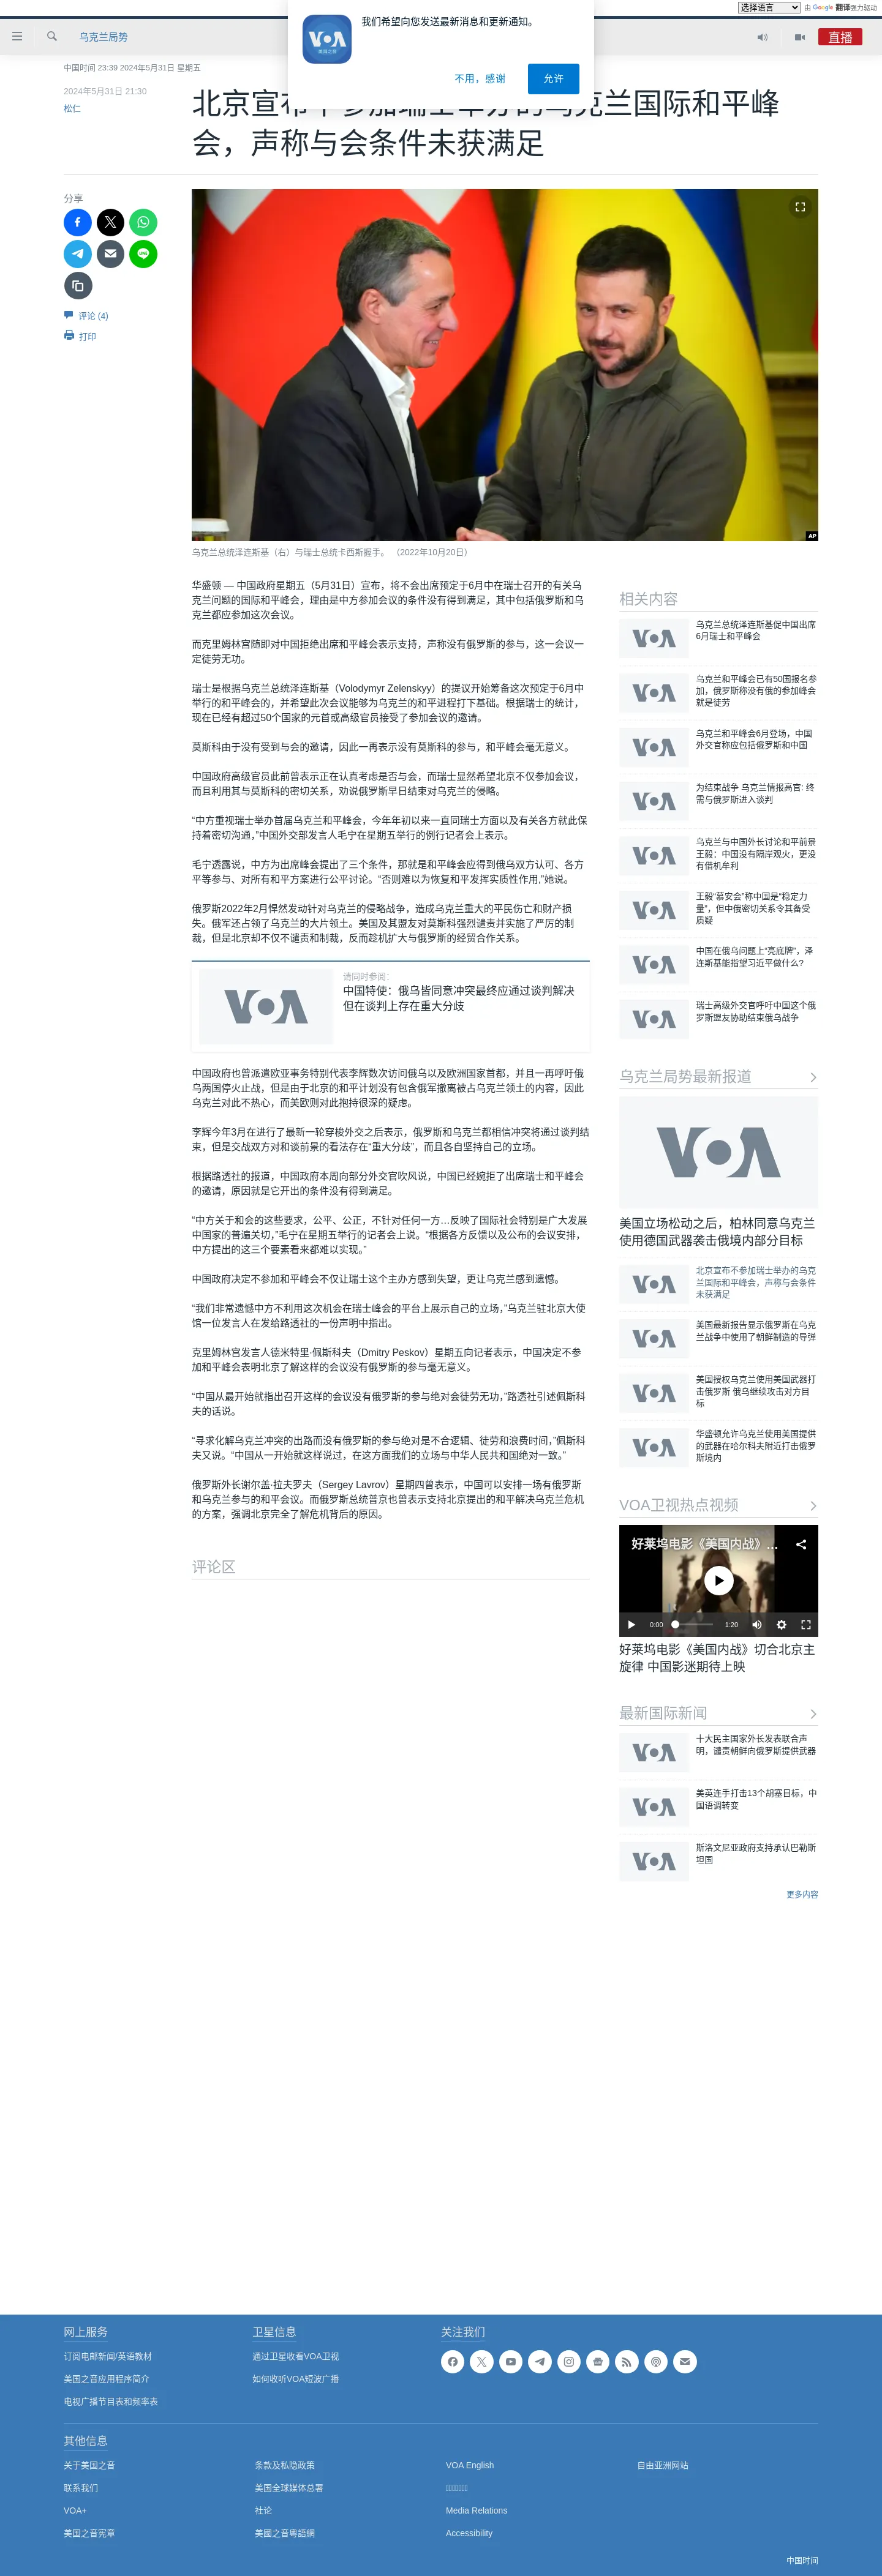 选择语言
由 Google 翻译强力驱动
乌克兰局势
直播
VOA
美国之音
我们希望向您发送最新消息和更新通知。
不用，感谢
允许
中国时间 23:39 2024年5月31日 星期五
2024年5月31日 21:30
松仁
会，声称与会条件未获满足
分享
评论 (4)
打印
AP
乌克兰总统泽连斯基（右）与瑞士总统卡西斯握手。 （2022年10月20日）
华盛顿 — 中国政府星期五（5月31日）宣布，将不会出席预定于6月中在瑞士召开的有关乌
克兰问题的国际和平峰会，理由是中方参加会议的条件没有得到满足，其中包括俄罗斯和乌
克兰都应参加这次会议。
而克里姆林宫随即对中国拒绝出席和平峰会表示支持，声称没有俄罗斯的参与，这一会议一
定徒劳无功。
瑞士是根据乌克兰总统泽连斯基（Volodymyr Zelenskyy）的提议开始筹备这次预定于6月中
举行的和平峰会的，并希望此次会议能够为乌克兰的和平进程打下基础。根据瑞士的统计，
现在已经有超过50个国家的元首或高级官员接受了参加会议的邀请。
莫斯科由于没有受到与会的邀请，因此一再表示没有莫斯科的参与，和平峰会毫无意义。
中国政府高级官员此前曾表示正在认真考虑是否与会，而瑞士显然希望北京不仅参加会议，
而且利用其与莫斯科的密切关系，劝说俄罗斯早日结束对乌克兰的侵略。
“中方重视瑞士举办首届乌克兰和平峰会，今年年初以来一直同瑞士方面以及有关各方就此保
持着密切沟通，”中国外交部发言人毛宁在星期五举行的例行记者会上表示。
毛宁透露说，中方为出席峰会提出了三个条件，那就是和平峰会应得到俄乌双方认可、各方
平等参与、对所有和平方案进行公平讨论。“否则难以为恢复和平发挥实质性作用，”她说。
俄罗斯2022年2月悍然发动针对乌克兰的侵略战争，造成乌克兰重大的平民伤亡和财产损
失。俄军还占领了乌克兰的大片领土。美国及其盟友对莫斯科强烈谴责并实施了严厉的制
裁，但是北京却不仅不谴责和制裁，反而趁机扩大与俄罗斯的经贸合作关系。
VOA
请同时参阅：
中国特使：俄乌皆同意冲突最终应通过谈判解决
但在谈判上存在重大分歧
中国政府也曾派遣欧亚事务特别代表李辉数次访问俄乌以及欧洲国家首都，并且一再呼吁俄
乌两国停火止战，但是由于北京的和平计划没有包含俄军撤离被占乌克兰领土的内容，因此
乌克兰对此不热心，而美欧则对此抱持很深的疑虑。
李辉今年3月在进行了最新一轮穿梭外交之后表示，俄罗斯和乌克兰都相信冲突将通过谈判结
束，但是交战双方对和谈前景的看法存在“重大分歧”，而且各自坚持自己的立场。
根据路透社的报道，中国政府本周向部分外交官吹风说，中国已经婉拒了出席瑞士和平峰会
的邀请，原因就是它开出的条件没有得到满足。
“中方关于和会的这些要求，公平、公正，不针对任何一方…反映了国际社会特别是广大发展
中国家的普遍关切，”毛宁在星期五举行的记者会上说。“根据各方反馈以及公布的会议安排，
中方提出的这三个要素看来都难以实现。”
中国政府决定不参加和平峰会不仅让瑞士这个主办方感到失望，更让乌克兰感到遗憾。
“我们非常遗憾中方不利用这次机会在瑞士峰会的平台上展示自己的立场，”乌克兰驻北京大使
馆一位发言人在发给路透社的一份声明中指出。
克里姆林宫发言人德米特里·佩斯科夫（Dmitry Peskov）星期五向记者表示，中国决定不参
加和平峰会表明北京了解这样的会议没有俄罗斯的参与毫无意义。
“中国从最开始就指出召开这样的会议没有俄罗斯的参与绝对会徒劳无功，”路透社引述佩斯科
夫的话说。
“寻求化解乌克兰冲突的出路而没有俄罗斯的参与绝对是不合逻辑、徒劳和浪费时间，”佩斯科
夫又说。“中国从一开始就这样说过，在这方面我们的立场与中华人民共和国绝对一致。”
俄罗斯外长谢尔盖·拉夫罗夫（Sergey Lavrov）星期四曾表示，中国可以安排一场有俄罗斯
和乌克兰参与的和平会议。而俄罗斯总统普京也曾表示支持北京提出的和平解决乌克兰危机
的方案，强调北京完全了解危机背后的原因。
评论区
相关内容
VOA
乌克兰总统泽连斯基促中国出席
6月瑞士和平峰会
VOA
乌克兰和平峰会已有50国报名参
加，俄罗斯称没有俄的参加峰会
就是徒劳
VOA
乌克兰和平峰会6月登场，中国
外交官称应包括俄罗斯和中国
VOA
为结束战争 乌克兰情报高官: 终
需与俄罗斯进入谈判
VOA
乌克兰与中国外长讨论和平前景
王毅：中国没有隔岸观火，更没
有借机牟利
VOA
王毅“慕安会”称中国是“稳定力
量”，但中俄密切关系令其备受
质疑
VOA
中国在俄乌问题上“亮底牌”，泽
连斯基能指望习近平做什么?
VOA
瑞士高级外交官呼吁中国这个俄
罗斯盟友协助结束俄乌战争
乌克兰局势最新报道
VOA
美国立场松动之后，柏林同意乌克兰
使用德国武器袭击俄境内部分目标
VOA
北京宣布不参加瑞士举办的乌克
兰国际和平峰会，声称与会条件
未获满足
VOA
美国最新报告显示俄罗斯在乌克
兰战争中使用了朝鲜制造的导弹
VOA
美国授权乌克兰使用美国武器打
击俄罗斯 俄乌继续攻击对方目
标
VOA
华盛顿允许乌克兰使用美国提供
的武器在哈尔科夫附近打击俄罗
斯境内
VOA卫视热点视频
好莱坞电影《美国内战》…
0:00
1:20
好莱坞电影《美国内战》切合北京主
旋律 中国影迷期待上映
最新国际新闻
VOA
十大民主国家外长发表联合声
明，谴责朝鲜向俄罗斯提供武器
VOA
美英连手打击13个胡塞目标，中
国语调转变
VOA
斯洛文尼亚政府支持承认巴勒斯
坦国
更多内容
网上服务
订阅电邮新闻/英语教材
美国之音应用程序简介
电视广播节目表和频率表
卫星信息
通过卫星收看VOA卫视
如何收听VOA短波广播
关注我们
其他信息
关于美国之音
联系我们
VOA+
美国之音宪章
条款及私隐政策
美国全球媒体总署
社论
美國之音粵語網
VOA English
Media Relations
Accessibility
自由亚洲网站
中国时间